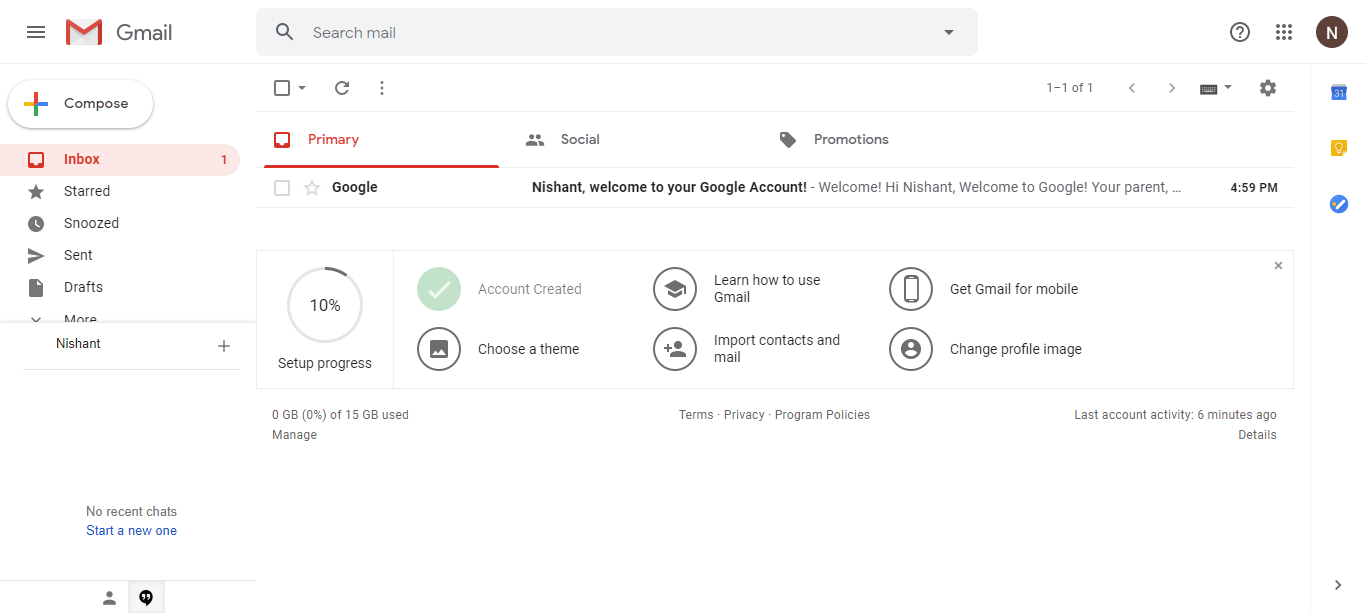 Gmail
Search mail
N
Compose
1–1 of 1
31
Primary
Social
Promotions
Inbox 1
Starred
Snoozed
Sent
Drafts
More
Google Nishant, welcome to your Google Account! - Welcome! Hi Nishant, Welcome to Google! Your parent, … 4:59 PM
10%
Setup progress
Account Created
Learn how to use
Gmail
Get Gmail for mobile
Choose a theme
Import contacts and
mail
Change profile image
Nishant
0 GB (0%) of 15 GB used
Manage
Terms · Privacy · Program Policies
Last account activity: 6 minutes ago
Details
No recent chats
Start a new one